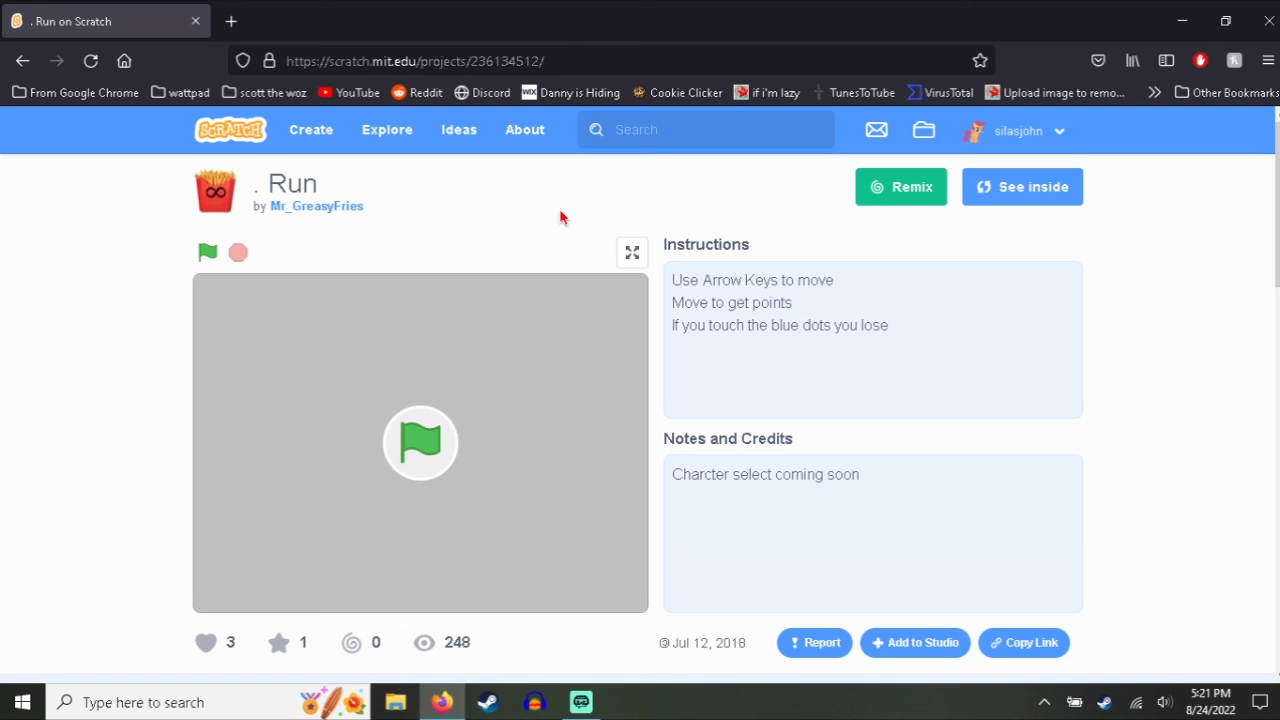 . Run on Scratch
https://scratch.mit.edu/projects/236134512/
From Google Chrome
wattpad
scott the woz
YouTube
Reddit
Discord
WIX
Danny is Hiding
Cookie Clicker
if i'm lazy
TunesToTube
VirusTotal
Upload image to remo...
Other Bookmarks
SCRATCH
Create
Explore
Ideas
About
Search
silasjohn
. Run
by Mr_GreasyFries
Remix
See inside
Instructions
Use Arrow Keys to move
Move to get points
If you touch the blue dots you lose
Notes and Credits
Charcter select coming soon
3
1
0
248
© Jul 12, 2018
Report
Add to Studio
Copy Link
Type here to search
5:21 PM
8/24/2022